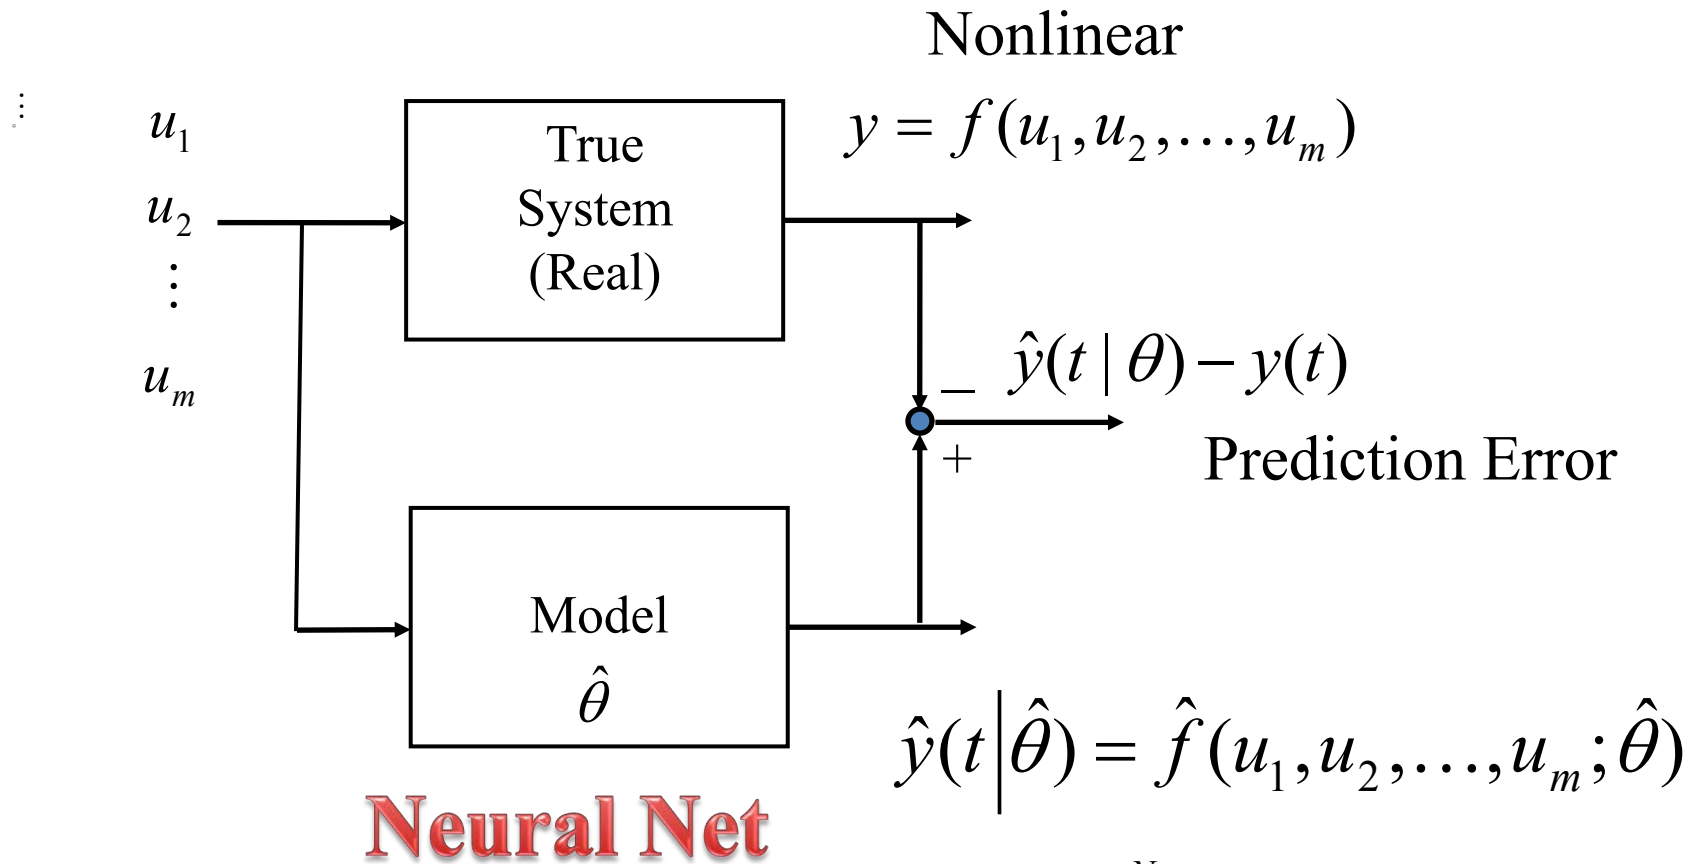 Nonlinear
⋮
u₁
u₂
⋮
uₘ
True
System
(Real)
y = f(u₁,u₂,…,uₘ)
−
ŷ(t | θ) − y(t)
+
Prediction Error
Model
θ̂
ŷ(t|θ̂) = f̂(u₁,u₂,…,uₘ;θ̂)
Neural Net
N